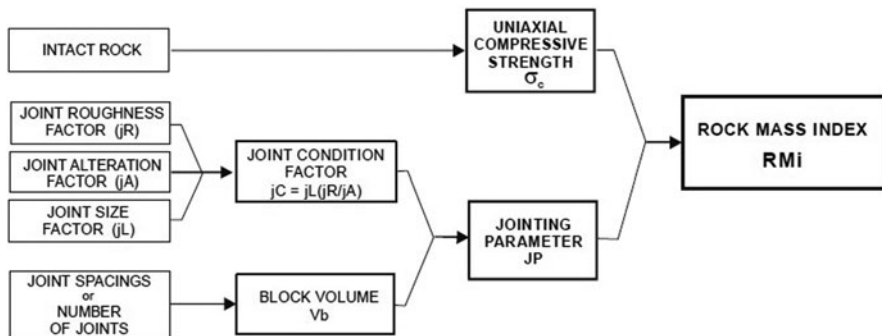 INTACT ROCK
UNIAXIAL
COMPRESSIVE
STRENGTH
σc
JOINT ROUGHNESS
FACTOR (jR)
JOINT ALTERATION
FACTOR (jA)
JOINT SIZE
FACTOR (jL)
JOINT CONDITION
FACTOR
jC = jL(jR/jA)
JOINT SPACINGS
or
NUMBER
OF JOINTS
BLOCK VOLUME
Vb
JOINTING
PARAMETER
JP
ROCK MASS INDEX
RMi